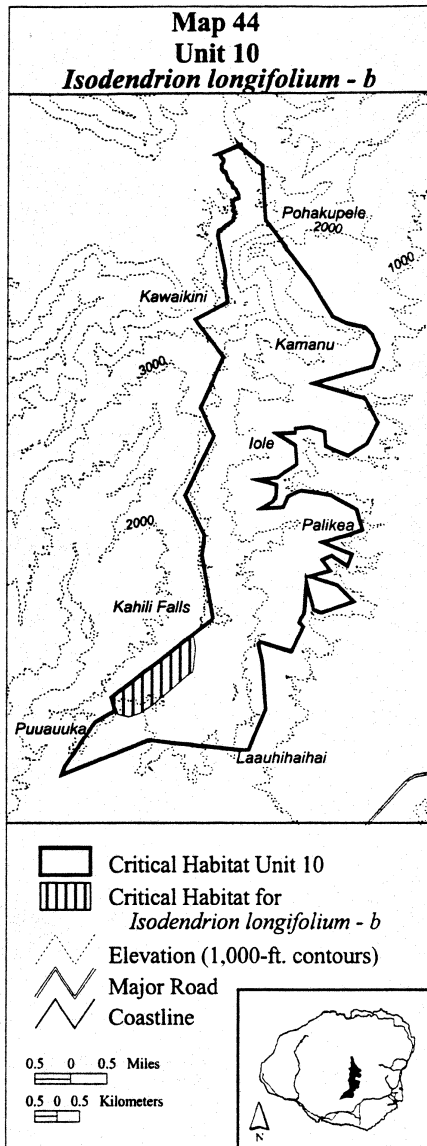 Map 44
Unit 10
Isodendrion longifolium - b
Pohakupele
2000
1000
Kawaikini
Kamanu
3000
Iole
2000
Palikea
Kahili Falls
Puuauuka
Laauhihaihai
Critical Habitat Unit 10
Critical Habitat for
Isodendrion longifolium - b
Elevation (1,000-ft. contours)
Major Road
Coastline
0.5 0 0.5 Miles
0.5 0 0.5 Kilometers
N